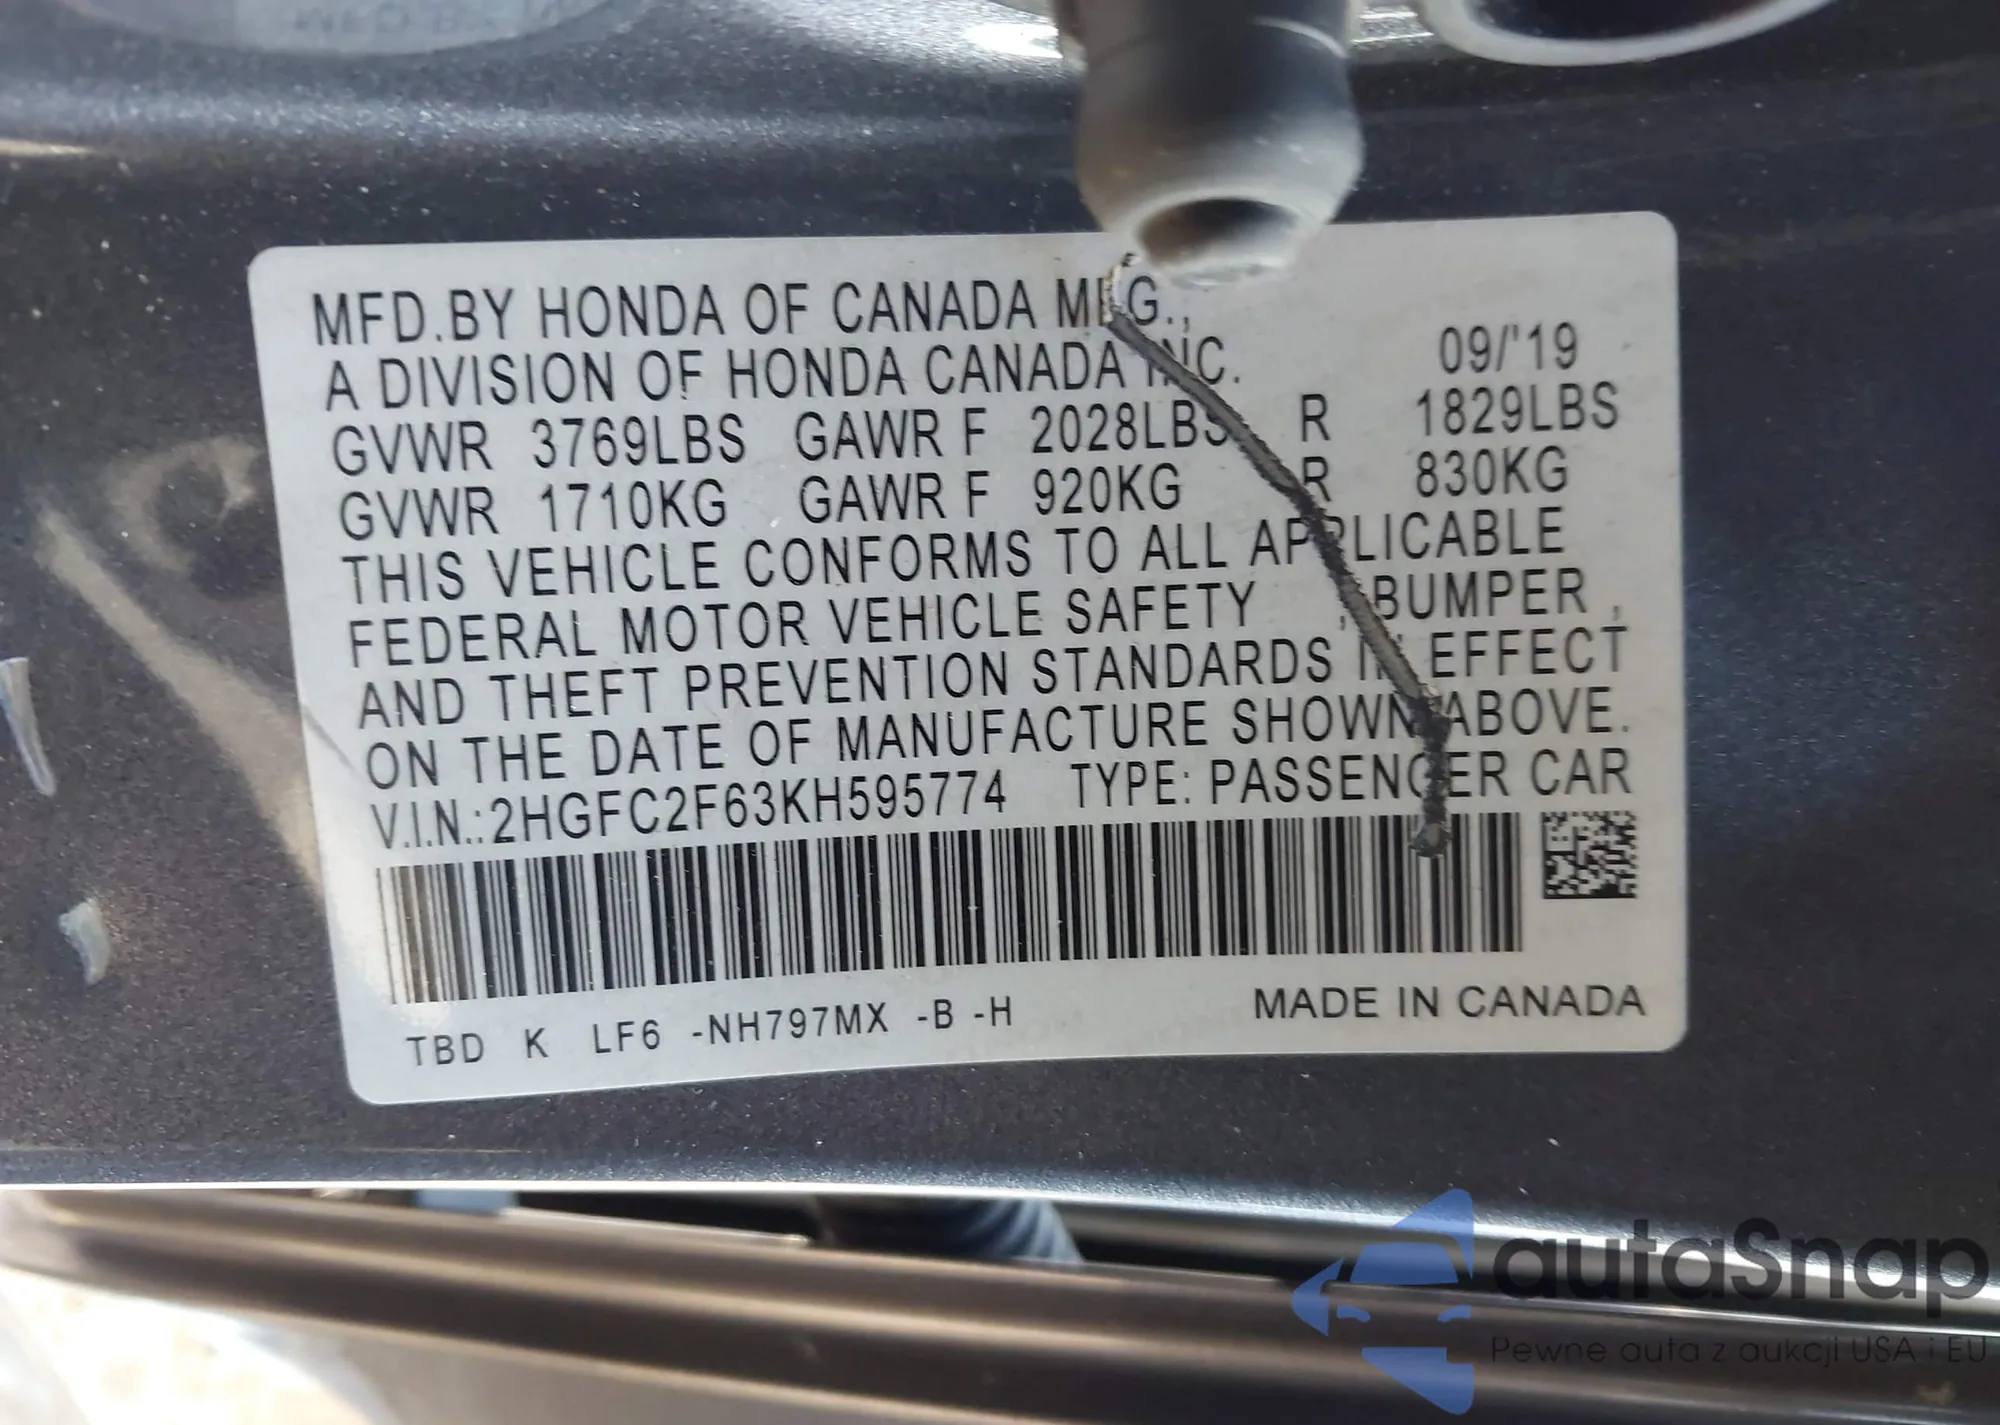 MFD.BY HONDA OF CANADA MFG.,
A DIVISION OF HONDA CANADA INC. 09/'19
GVWR 3769LBS GAWR F 2028LBS R 1829LBS
GVWR 1710KG GAWR F 920KG R 830KG
THIS VEHICLE CONFORMS TO ALL APPLICABLE
FEDERAL MOTOR VEHICLE SAFETY , BUMPER ,
AND THEFT PREVENTION STANDARDS IN EFFECT
ON THE DATE OF MANUFACTURE SHOWN ABOVE.
V.I.N.:2HGFC2F63KH595774 TYPE: PASSENGER CAR
TBD K LF6 -NH797MX -B -H MADE IN CANADA
autaSnap
Pewne auta z aukcji USA i EU